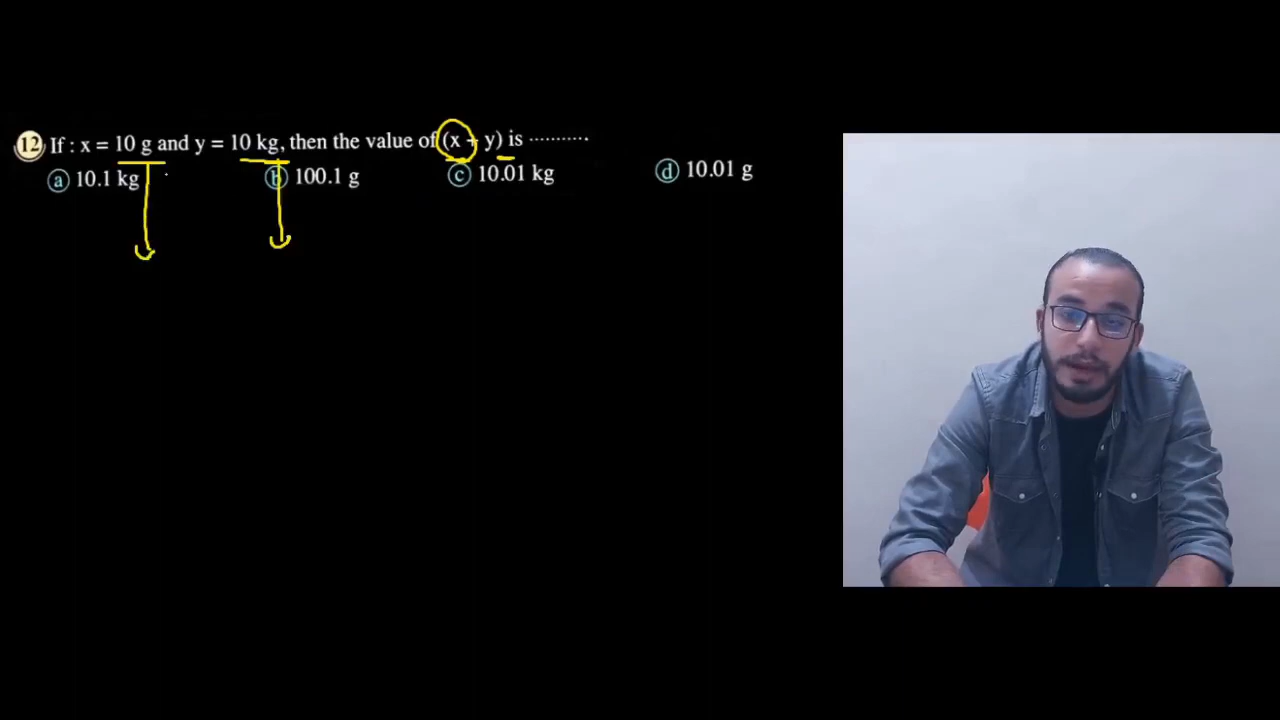 12 If : x = 10 g and y = 10 kg, then the value of (x + y) is ..........
a 10.1 kg b 100.1 g c 10.01 kg d 10.01 g